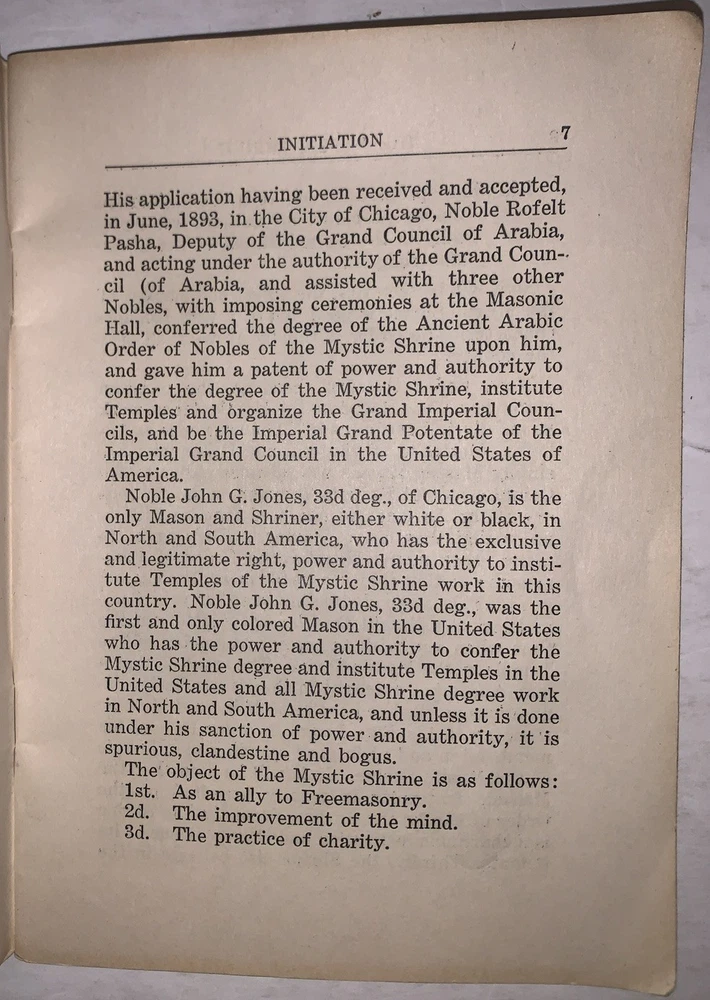 INITIATION 7
His application having been received and accepted,
in June, 1893, in the City of Chicago, Noble Rofelt
Pasha, Deputy of the Grand Council of Arabia,
and acting under the authority of the Grand Coun-
cil (of Arabia, and assisted with three other
Nobles, with imposing ceremonies at the Masonic
Hall, conferred the degree of the Ancient Arabic
Order of Nobles of the Mystic Shrine upon him,
and gave him a patent of power and authority to
confer the degree of the Mystic Shrine, institute
Temples and organize the Grand Imperial Coun-
cils, and be the Imperial Grand Potentate of the
Imperial Grand Council in the United States of
America.
Noble John G. Jones, 33d deg., of Chicago, is the
only Mason and Shriner, either white or black, in
North and South America, who has the exclusive
and legitimate right, power and authority to insti-
tute Temples of the Mystic Shrine work in this
country. Noble John G. Jones, 33d deg., was the
first and only colored Mason in the United States
who has the power and authority to confer the
Mystic Shrine degree and institute Temples in the
United States and all Mystic Shrine degree work
in North and South America, and unless it is done
under his sanction of power and authority, it is
spurious, clandestine and bogus.
The object of the Mystic Shrine is as follows:
1st. As an ally to Freemasonry.
2d. The improvement of the mind.
3d. The practice of charity.